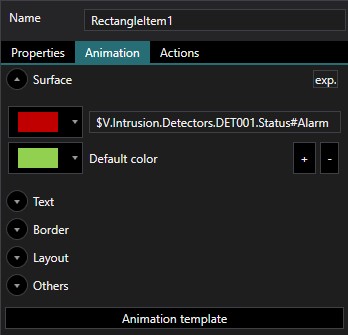 Name RectangleItem1
Properties Animation Actions
Surface exp.
$V.Intrusion.Detectors.DET001.Status#Alarm
Default color + -
Text
Border
Layout
Others
Animation template